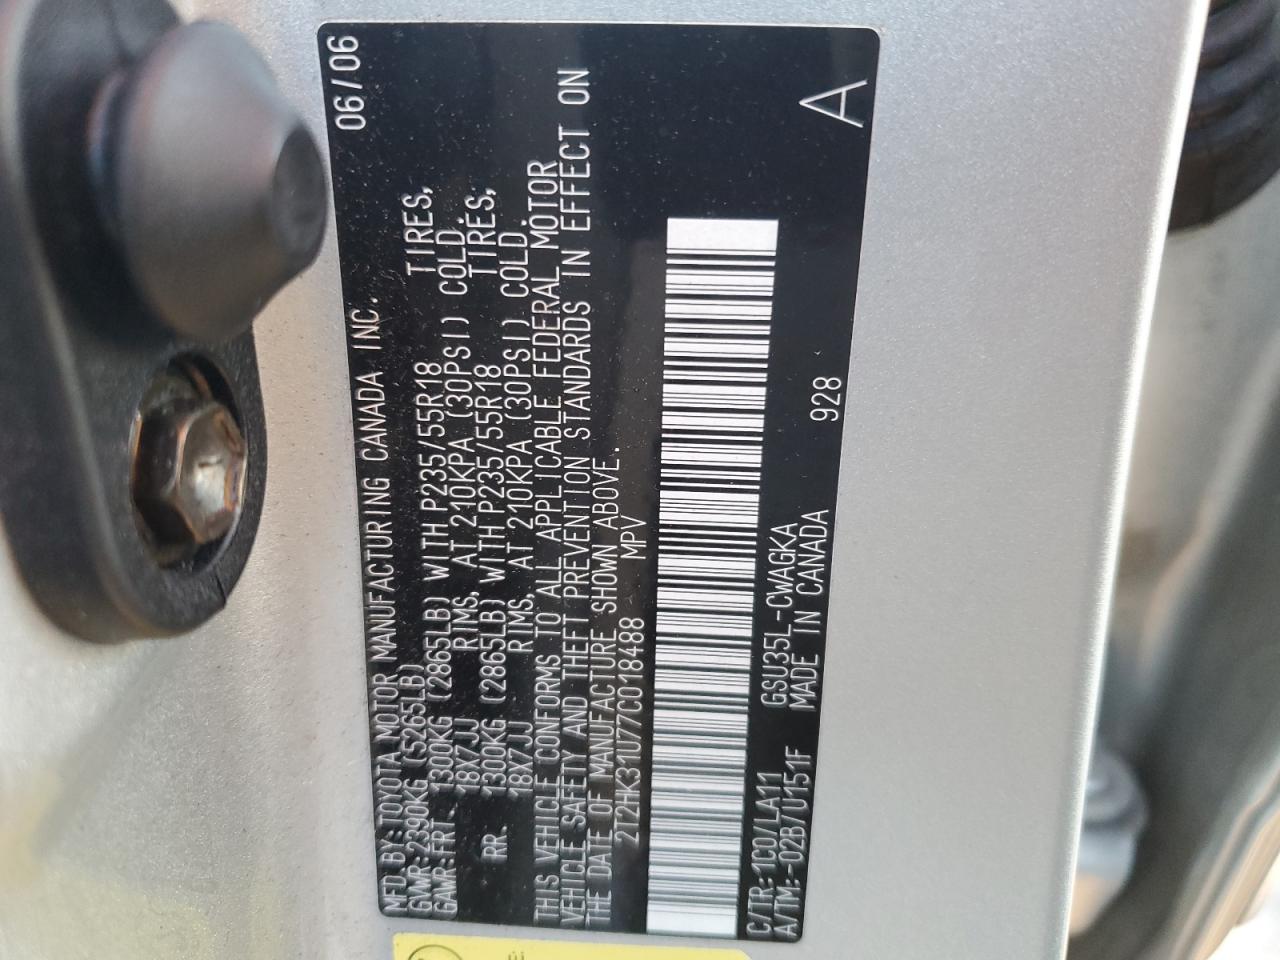 MFD BY: TOYOTA MOTOR MANUFACTURING CANADA INC. 06/06
GVWR: 2390KG (5265LB)
GAWR: FRT. 1300KG (2865LB) WITH P235/55R18 TIRES,
18X7JJ RIMS, AT 210KPA (30PSI) COLD.
RR. 1300KG (2865LB) WITH P235/55R18 TIRES,
18X7JJ RIMS, AT 210KPA (30PSI) COLD.
THIS VEHICLE CONFORMS TO ALL APPLICABLE FEDERAL MOTOR
VEHICLE SAFETY AND THEFT PREVENTION STANDARDS IN EFFECT ON
THE DATE OF MANUFACTURE SHOWN ABOVE.
2T2HK31U77C018488 MPV
C/TR: 1C0/LA11 GSU35L-CWAGKA
A/TM: -02B/U151F MADE IN CANADA 928 A